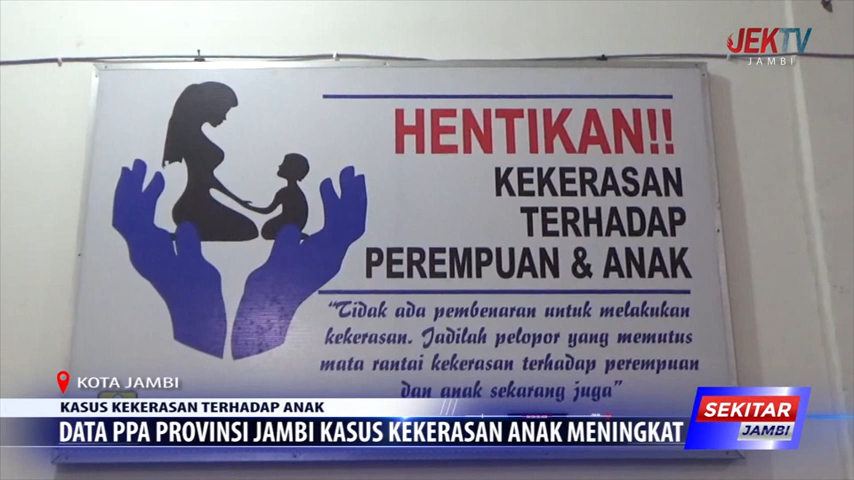 JEKTV
JAMBI
HENTIKAN!!
KEKERASAN
TERHADAP
PEREMPUAN & ANAK
"Tidak ada pembenaran untuk melakukan
kekerasan. Jadilah pelopor yang memutus
mata rantai kekerasan terhadap perempuan
dan anak sekarang juga"
KOTA JAMBI
KASUS KEKERASAN TERHADAP ANAK
DATA PPA PROVINSI JAMBI KASUS KEKERASAN ANAK MENINGKAT
SEKITAR
JAMBI